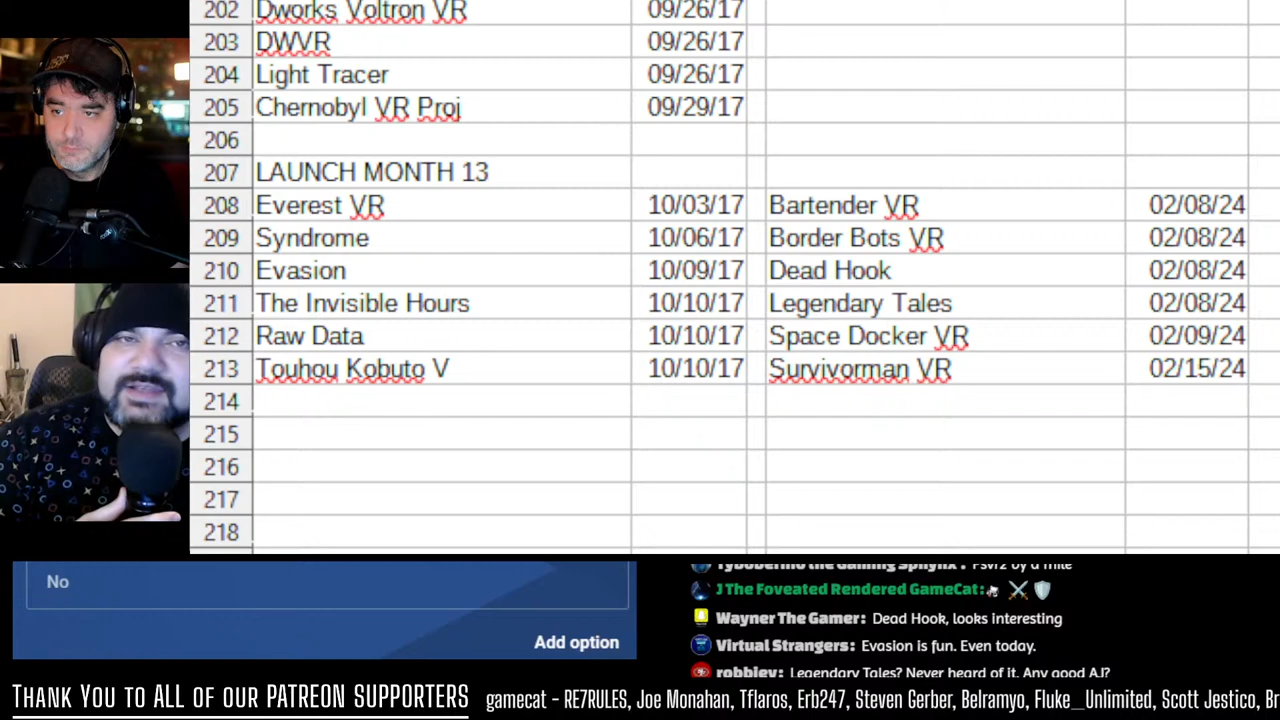 202 Dworks Voltron VR 09/26/17
203 DWVR 09/26/17
204 Light Tracer 09/26/17
205 Chernobyl VR Proj 09/29/17
206
207 LAUNCH MONTH 13
208 Everest VR 10/03/17 Bartender VR 02/08/24
209 Syndrome 10/06/17 Border Bots VR 02/08/24
210 Evasion 10/09/17 Dead Hook 02/08/24
211 The Invisible Hours 10/10/17 Legendary Tales 02/08/24
212 Raw Data 10/10/17 Space Docker VR 02/09/24
213 Touhou Kobuto V 10/10/17 Survivorman VR 02/15/24
214
215
216
217
218
No
Add option
the Gaming Sphynx: Psvr2 by a mile
J The Foveated Rendered GameCat:
Wayner The Gamer: Dead Hook, looks interesting
Virtual Strangers: Evasion is fun. Even today.
robbiev: Legendary Tales? Never heard of it. Any good AJ?
THANK YOU TO ALL OF OUR PATREON SUPPORTERS gamecat - RE7RULES, Joe Monahan, Tflaros, Erb247, Steven Gerber, Belramyo, Fluke_Unlimited, Scott Jestico,